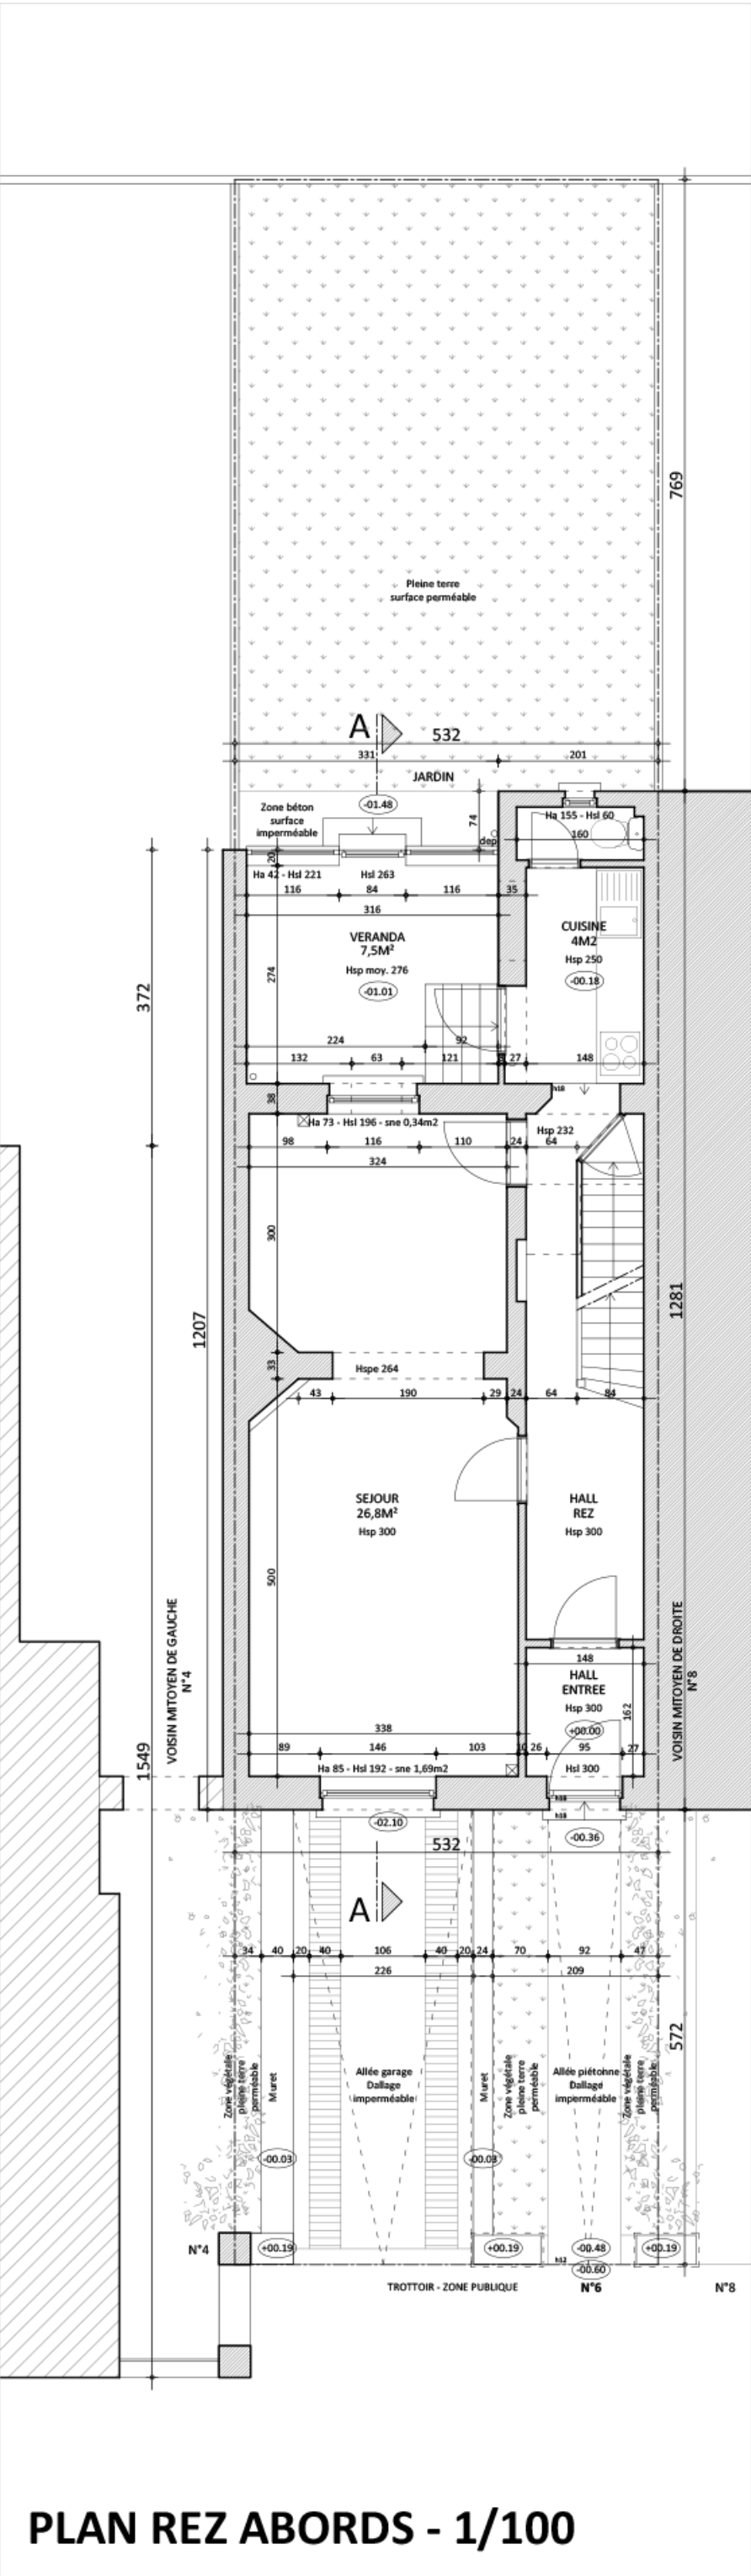 769
Pleine terre
surface perméable
A
532
331
201
JARDIN
-01.48
Zone béton
surface
imperméable
74
dep
Ha 155 - Hsl 60
160
20
Ha 42 - Hsl 221
Hsl 263
116
84
116
35
316
CUISINE
4M2
Hsp 250
-00.18
VERANDA
7,5M²
Hsp moy. 276
-01.01
274
372
224
92
132
63
121
27
148
38
h18
Ha 73 - Hsl 196 - sne 0,34m2
Hsp 232
98
116
110
24
64
324
300
1281
1207
33
Hspe 264
43
190
29
24
64
84
SEJOUR
26,8M²
Hsp 300
HALL
REZ
Hsp 300
500
VOISIN MITOYEN DE GAUCHE
N°4
VOISIN MITOYEN DE DROITE
N°8
148
HALL
ENTREE
Hsp 300
+00.00
162
338
89
146
103
10
26
95
27
Ha 85 - Hsl 192 - sne 1,69m2
Hsl 300
1549
h18
h18
-02.10
-00.36
532
A
34
40
20
40
106
40
20
24
70
92
47
226
209
572
Zone végétale
pleine terre
perméable
Muret
Allée garage
Dallage
imperméable
Muret
Zone végétale
pleine terre
perméable
Allée piétonne
Dallage
imperméable
Zone végétale
pleine terre
perméable
-00.03
-00.03
N°4
+00.19
+00.19
-00.48
+00.19
h12
-00.60
TROTTOIR - ZONE PUBLIQUE
N°6
N°8
PLAN REZ ABORDS - 1/100